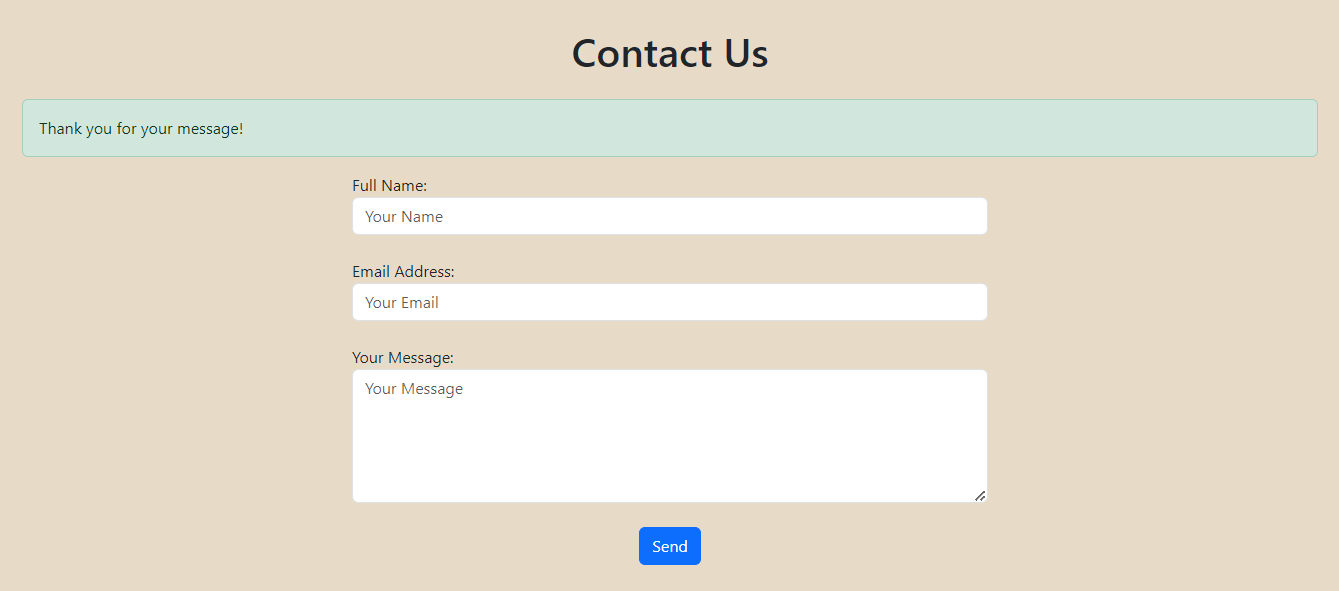 Contact Us
Thank you for your message!
Full Name:
Your Name
Email Address:
Your Email
Your Message:
Your Message
Send